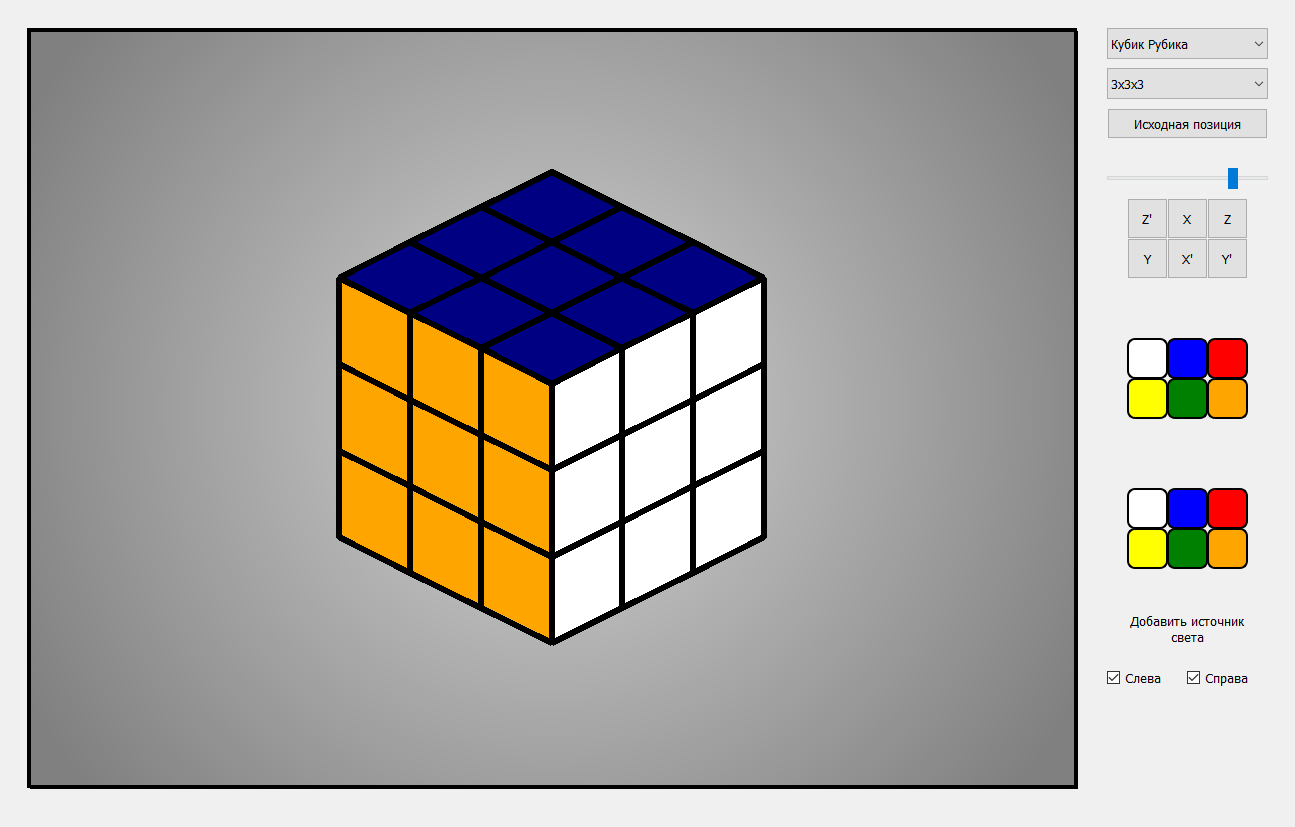 Кубик Рубика
3x3x3
Исходная позиция
Z' X Z
Y X' Y'
Добавить источник
света
Слева Справа